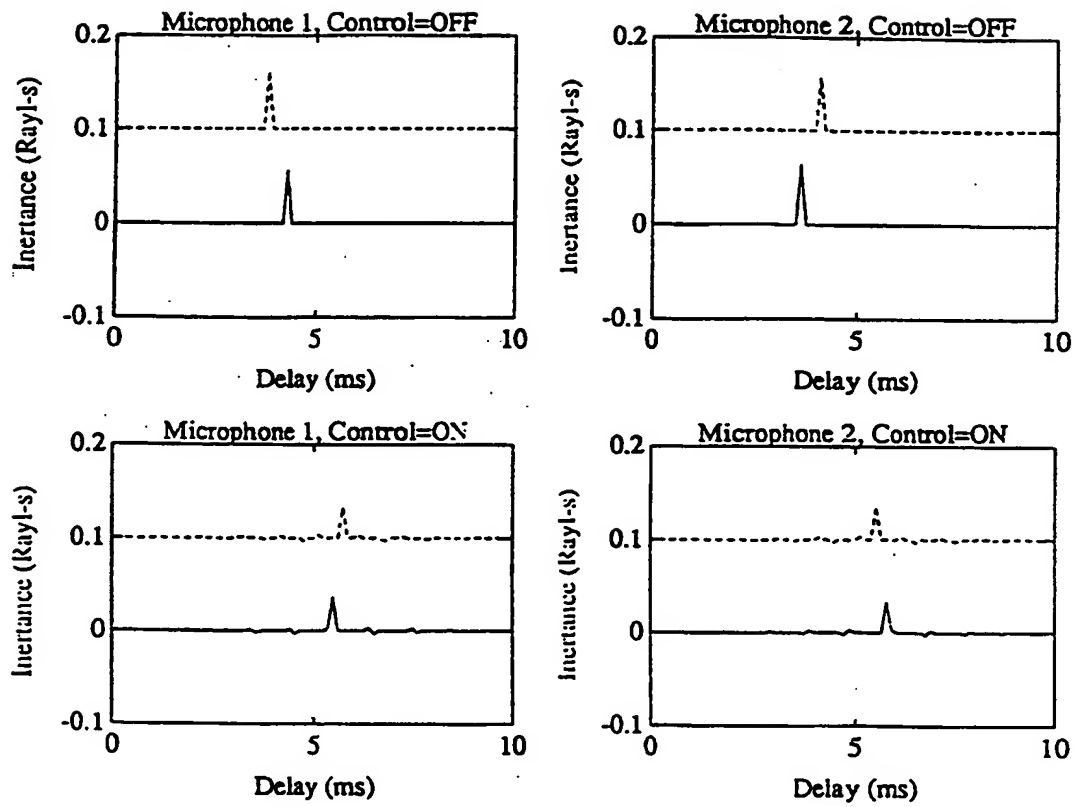 Microphone 1, Control=OFF
0.2
0.1
0
-0.1
Inertance (Rayl-s)
0
5
10
Delay (ms)
Microphone 2, Control=OFF
0.2
0.1
0
-0.1
Inertance (Rayl-s)
0
5
10
Delay (ms)
Microphone 1, Control=ON
0.2
0.1
0
-0.1
Inertance (Rayl-s)
0
5
10
Delay (ms)
Microphone 2, Control=ON
0.2
0.1
0
-0.1
Inertance (Rayl-s)
0
5
10
Delay (ms)